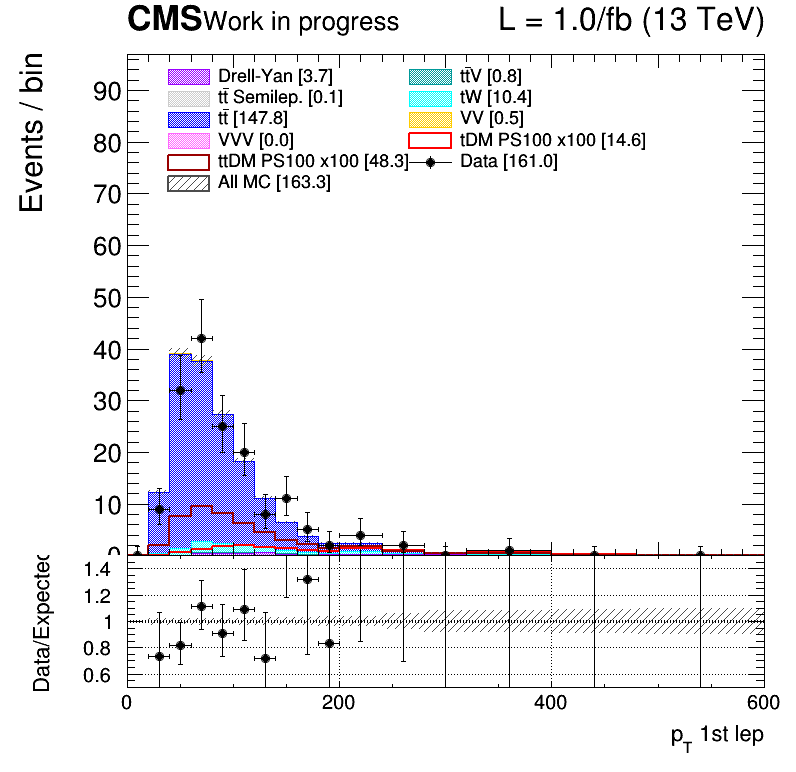 CMS Work in progress L = 1.0/fb (13 TeV)
Events / bin
Drell-Yan [3.7] tt̄V [0.8]
tt̄ Semilep. [0.1] tW [10.4]
tt̄ [147.8] VV [0.5]
VVV [0.0] tDM PS100 x100 [14.6]
ttDM PS100 x100 [48.3] Data [161.0]
All MC [163.3]
90
80
70
60
50
40
30
20
10
0
Data/Expected
1.4
1.2
1
0.8
0.6
0 200 400 600
p_T 1st lep